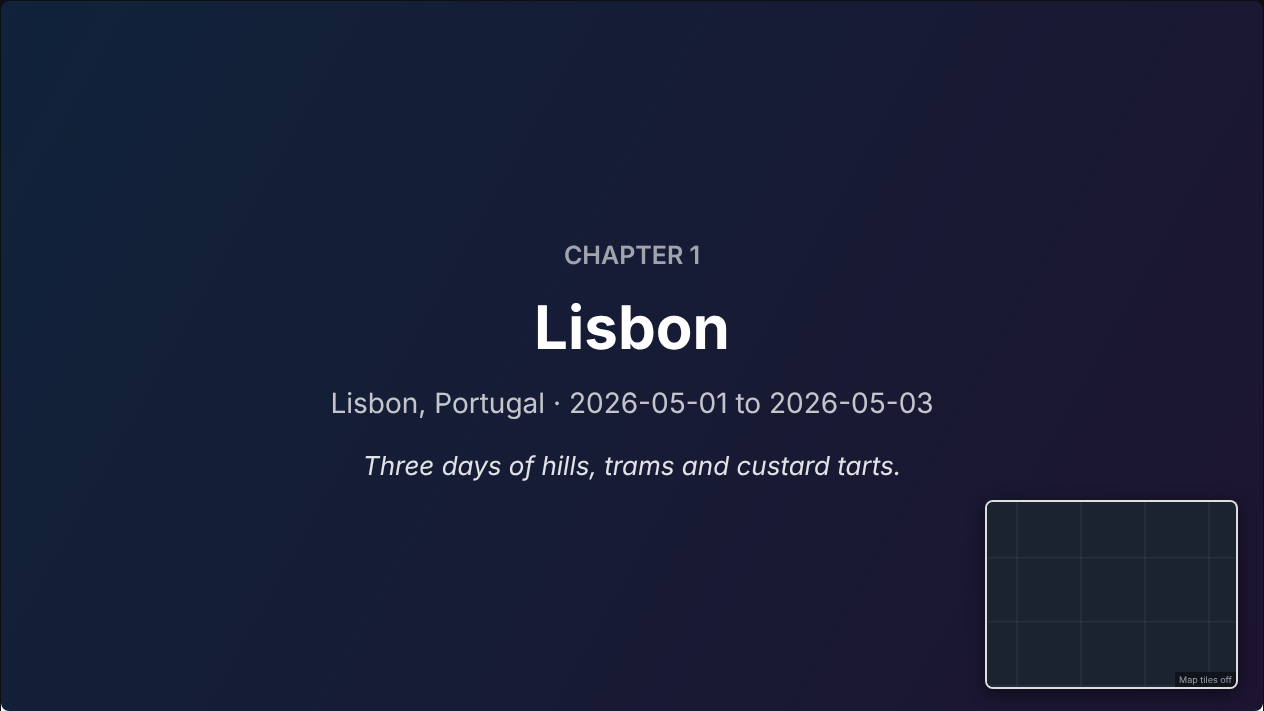 CHAPTER 1
Lisbon
Lisbon, Portugal · 2026-05-01 to 2026-05-03
Three days of hills, trams and custard tarts.
Map tiles off